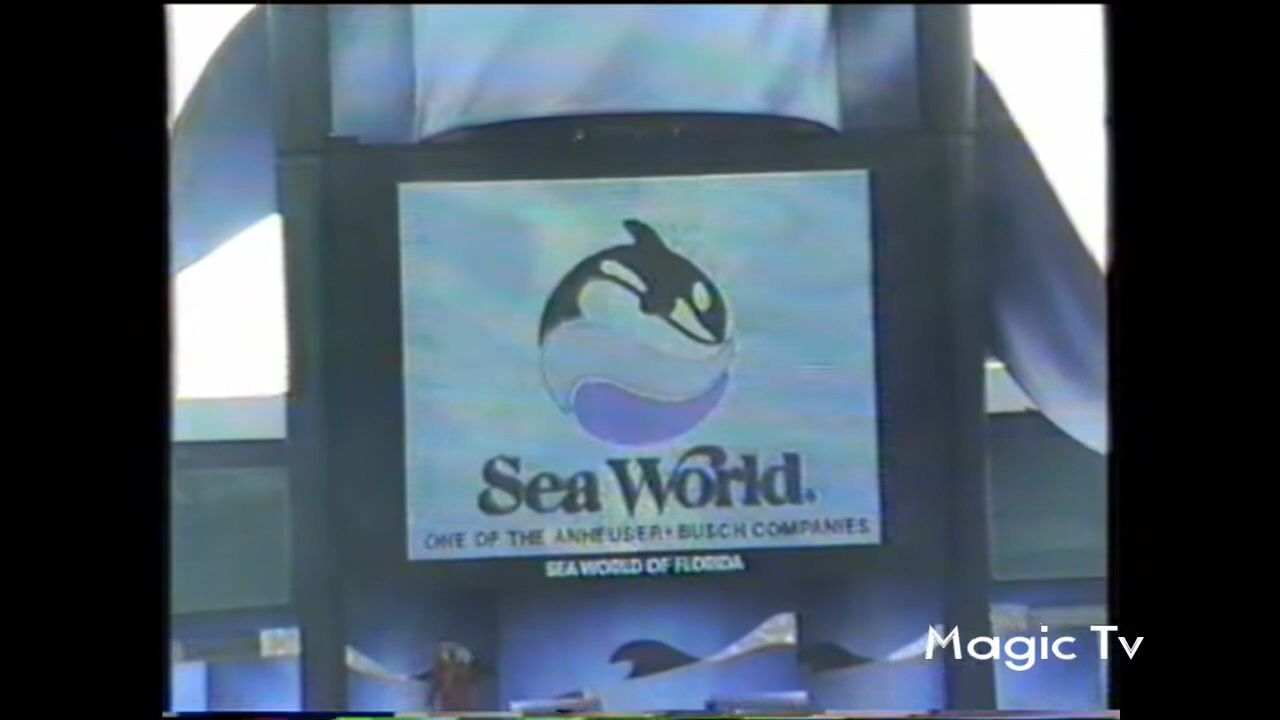 Sea World.
ONE OF THE ANHEUSER-BUSCH COMPANIES
SEA WORLD OF FLORIDA
Magic Tv